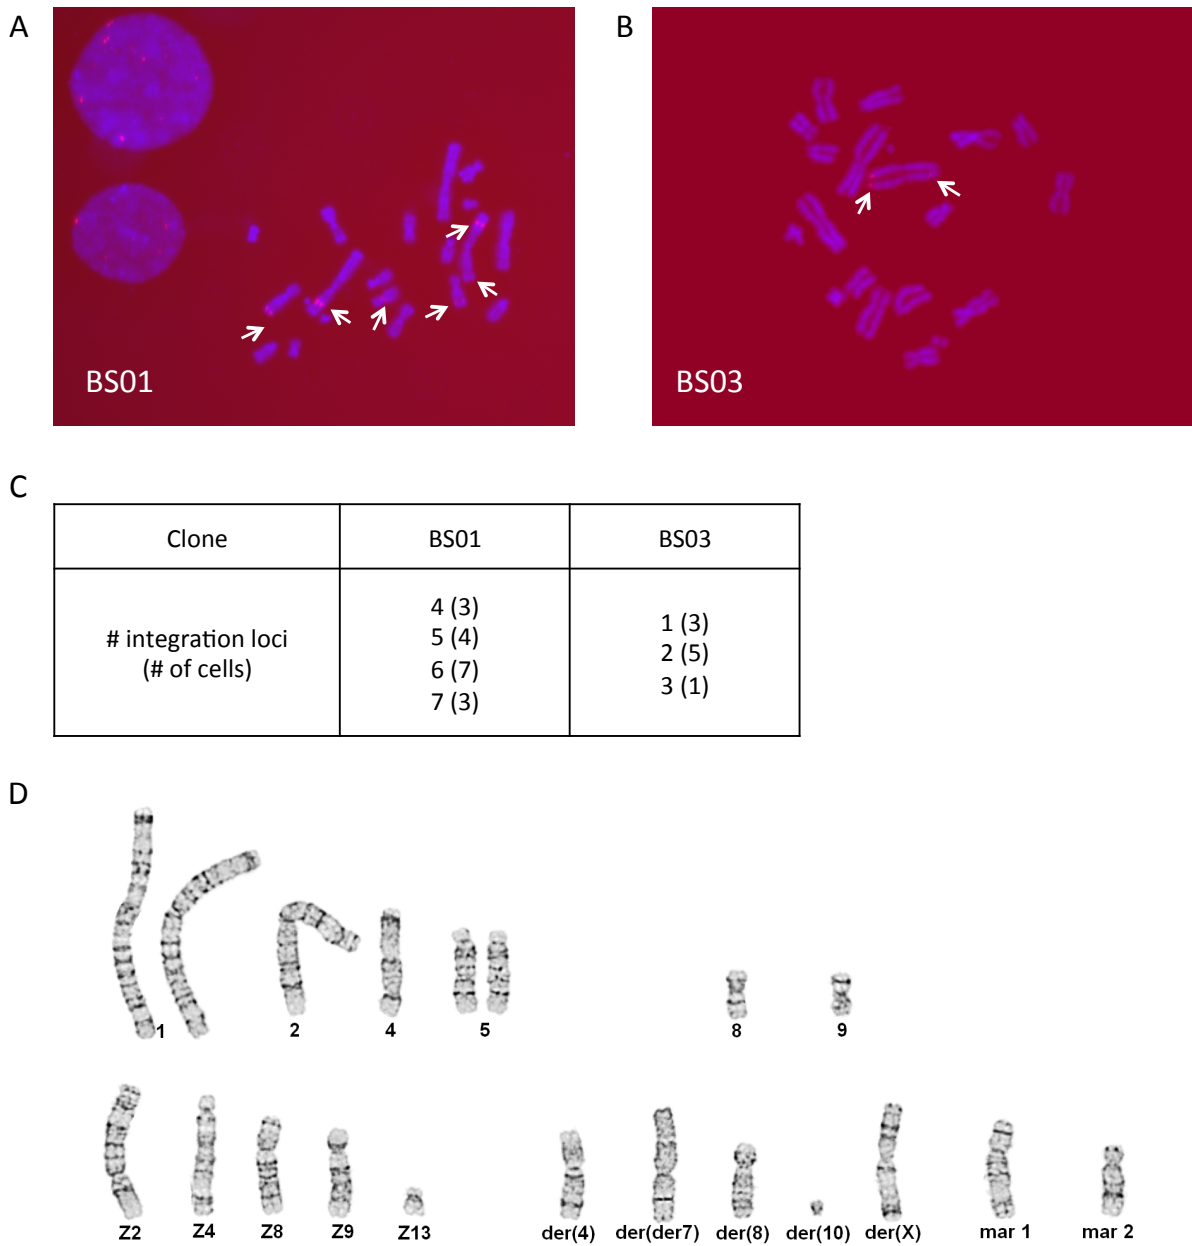 A
B
BS01
BS03
C
Clone
BS01
BS03
# integration loci
(# of cells)
4 (3)
5 (4)
6 (7)
7 (3)
1 (3)
2 (5)
3 (1)
D
1
2
4
5
8
9
Z2
Z4
Z8
Z9
Z13
der(4)
der(der7)
der(8)
der(10)
der(X)
mar 1
mar 2